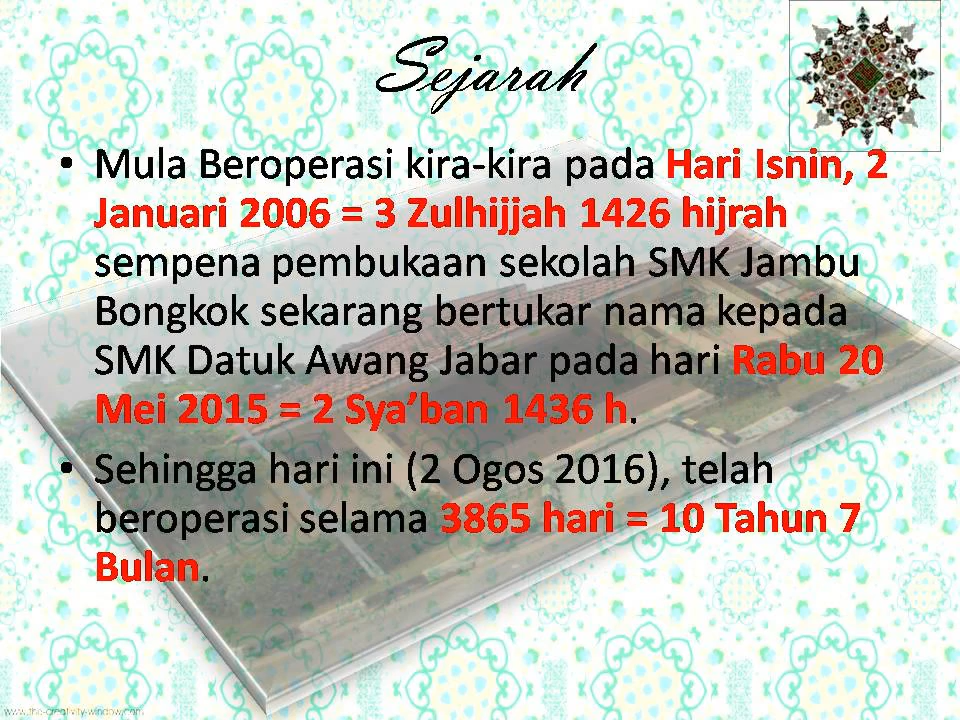 Sejarah
• Mula Beroperasi kira-kira pada Hari Isnin, 2
Januari 2006 = 3 Zulhijjah 1426 hijrah
sempena pembukaan sekolah SMK Jambu
Bongkok sekarang bertukar nama kepada
SMK Datuk Awang Jabar pada hari Rabu 20
Mei 2015 = 2 Sya’ban 1436 h.
• Sehingga hari ini (2 Ogos 2016), telah
beroperasi selama 3865 hari = 10 Tahun 7
Bulan.
www.the-creativity-window.com